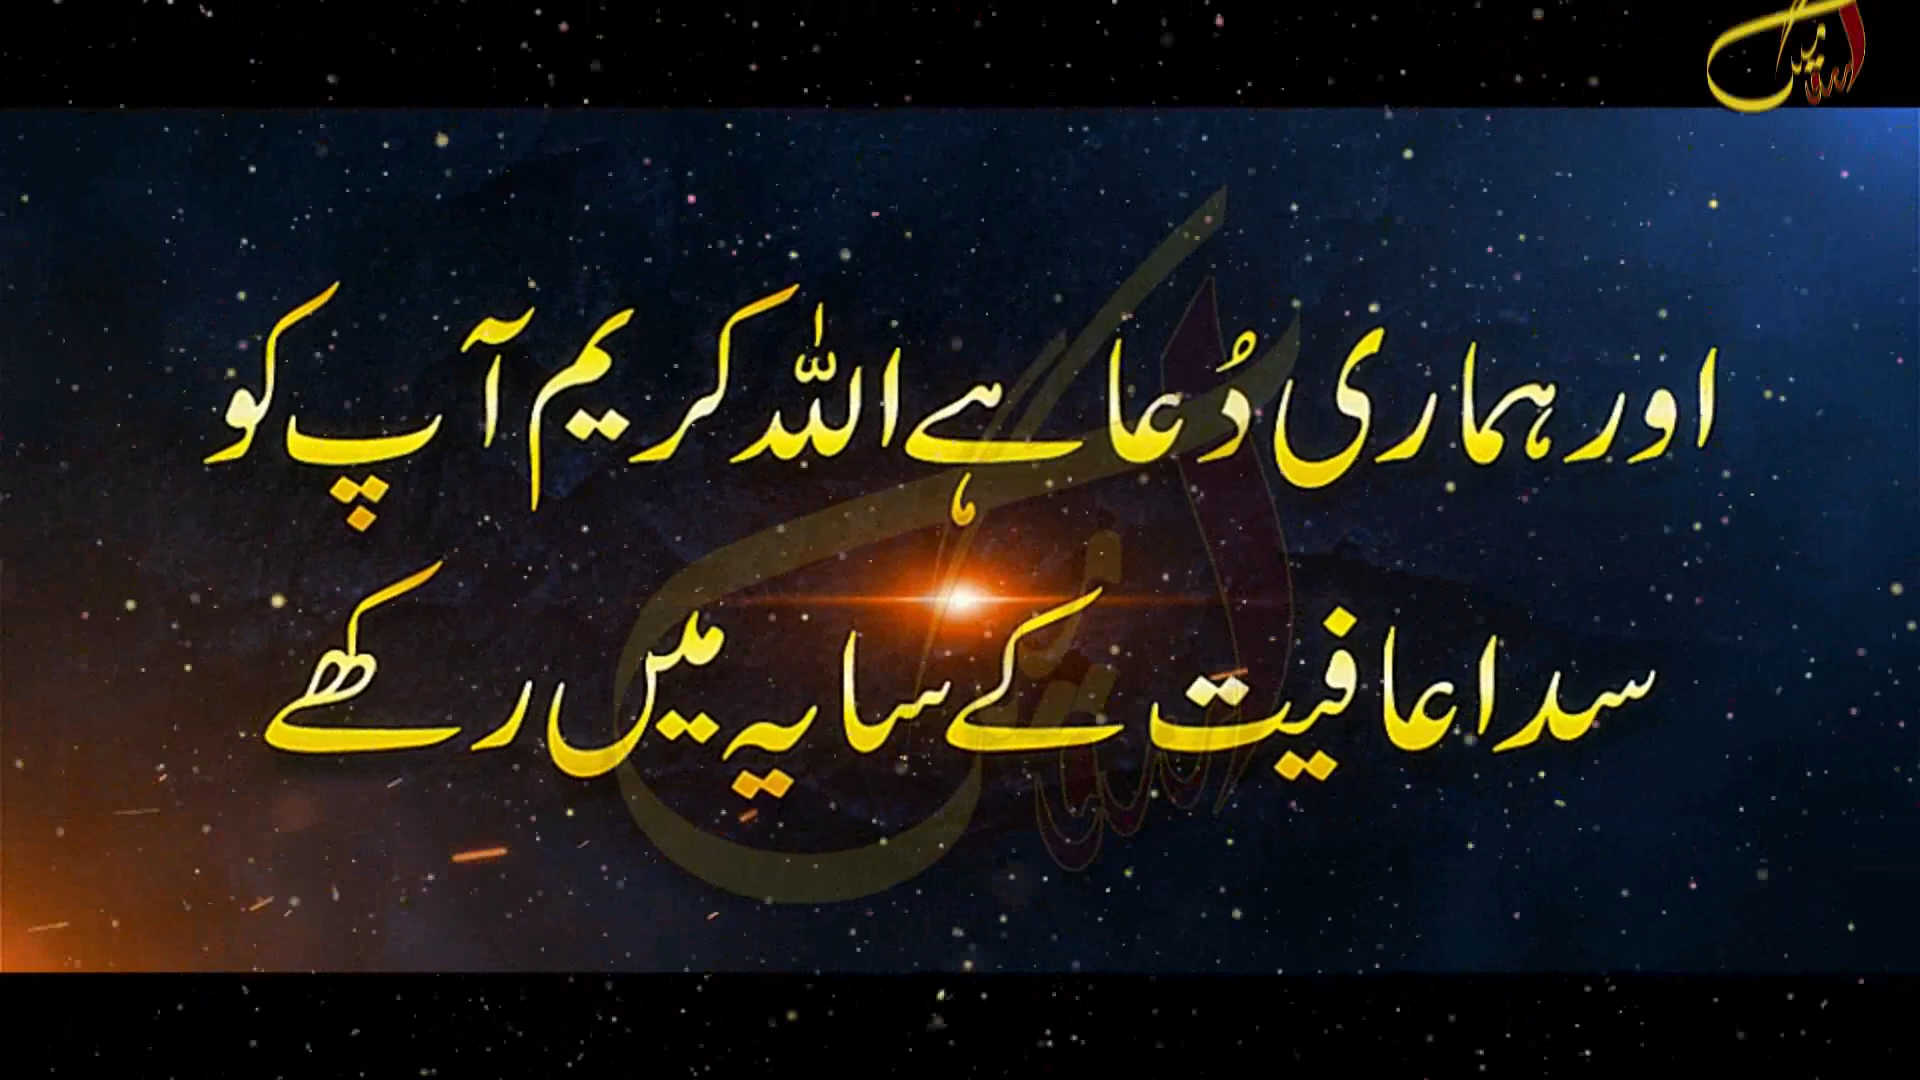 اور ہماری دُعا ہے اللہ کریم آپ کو
سدا عافیت کے سایہ میں رکھے